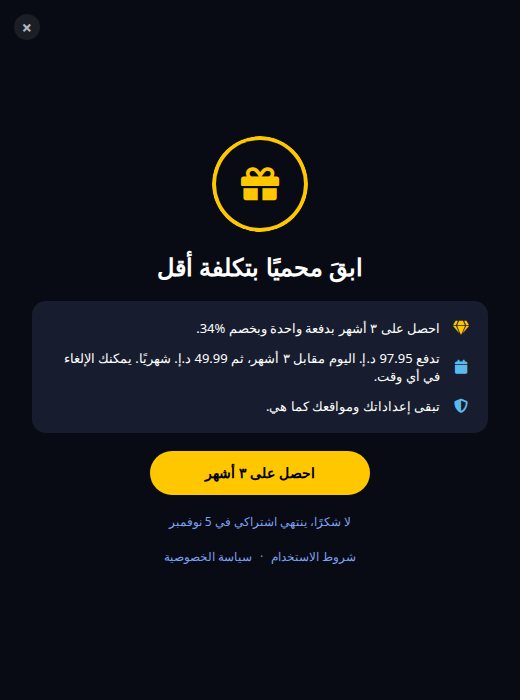 ابقَ محميًا بتكلفة أقل
احصل على ٣ أشهر بدفعة واحدة وبخصم 34%.
تدفع 97.95 د.إ. اليوم مقابل ٣ أشهر، ثم 49.99 د.إ. شهريًا. يمكنك الإلغاء
في أي وقت.
تبقى إعداداتك ومواقعك كما هي.
احصل على ٣ أشهر
لا شكرًا، ينتهي اشتراكي في 5 نوفمبر
شروط الاستخدام · سياسة الخصوصية